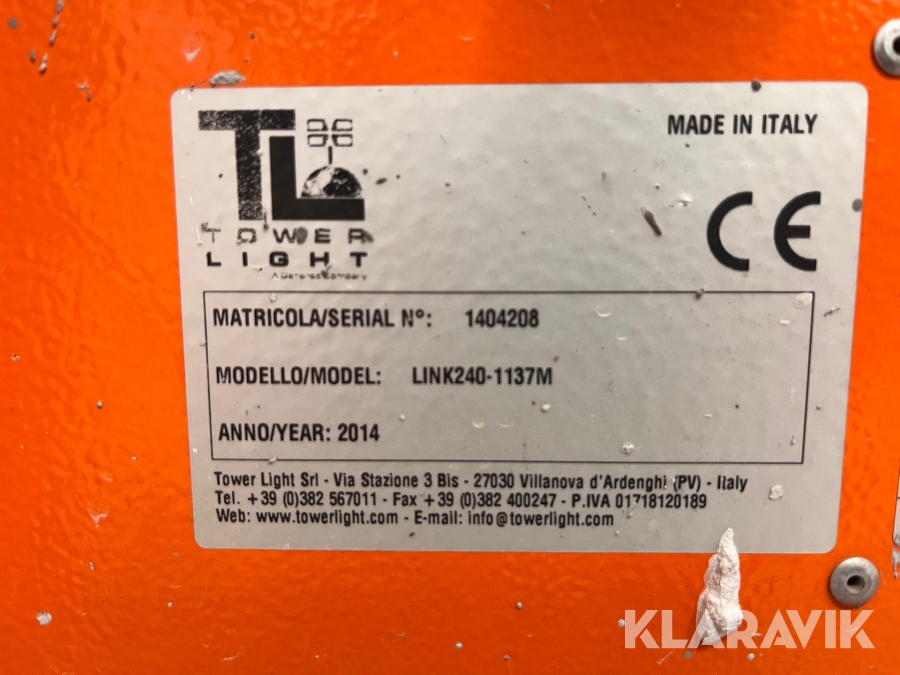 TL
TOWER
LIGHT
A Generac Company
MADE IN ITALY
CE
MATRICOLA/SERIAL N°: 1404208
MODELLO/MODEL: LINK240-1137M
ANNO/YEAR: 2014
Tower Light Srl - Via Stazione 3 Bis - 27030 Villanova d'Ardenghi (PV) - Italy
Tel. +39 (0)382 567011 - Fax +39 (0)382 400247 - P.IVA 01718120189
Web: www.towerlight.com - E-mail: info@towerlight.com
KLARAVIK